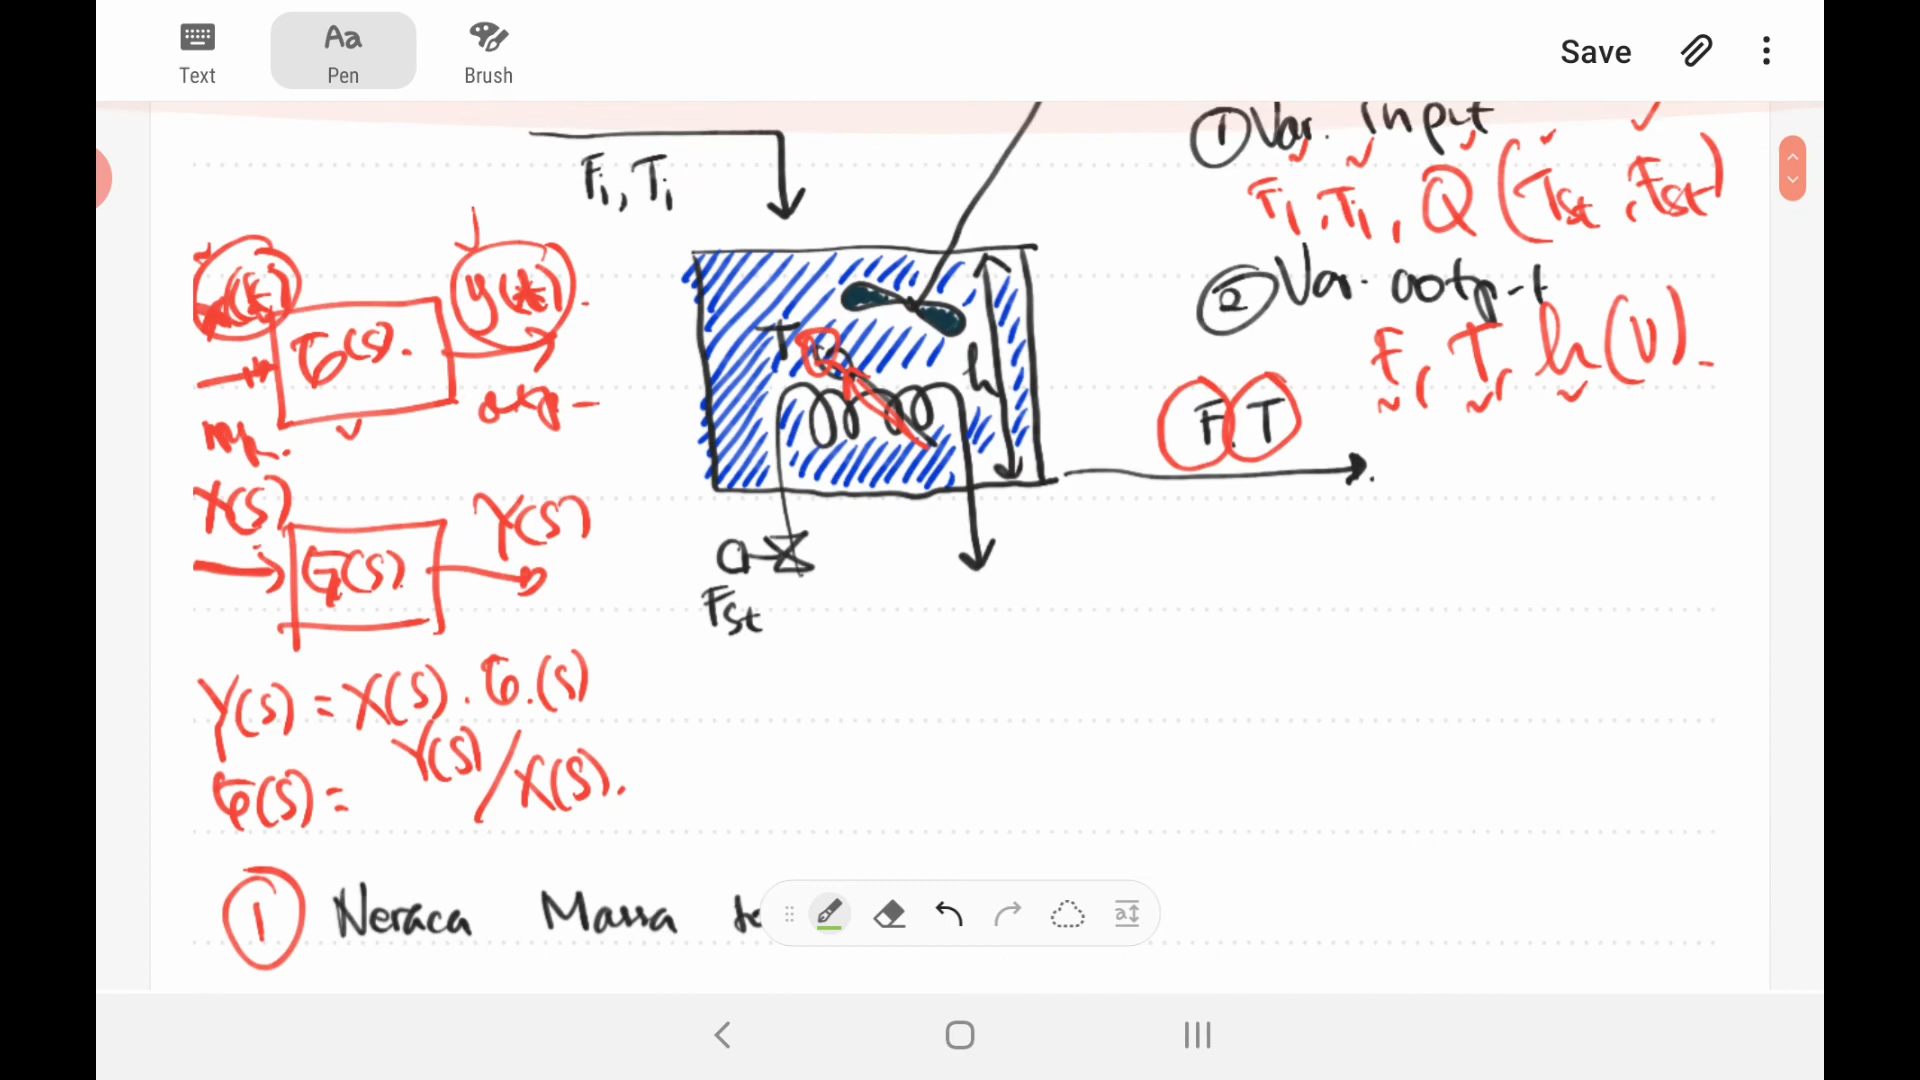 Text
Aa
Pen
Brush
Save
Fi, Ti
① Var. input
Fi, Ti, Q (Tst, Fst)
② Var. output
F, T, h (V)
x(t)
y(t)
G(s).
T
h
F, T
X(s)
G(s)
Y(s)
Fst
Y(s) = X(s) . G.(s)
G(s) = Y(s)/X(s).
① Neraca Massa